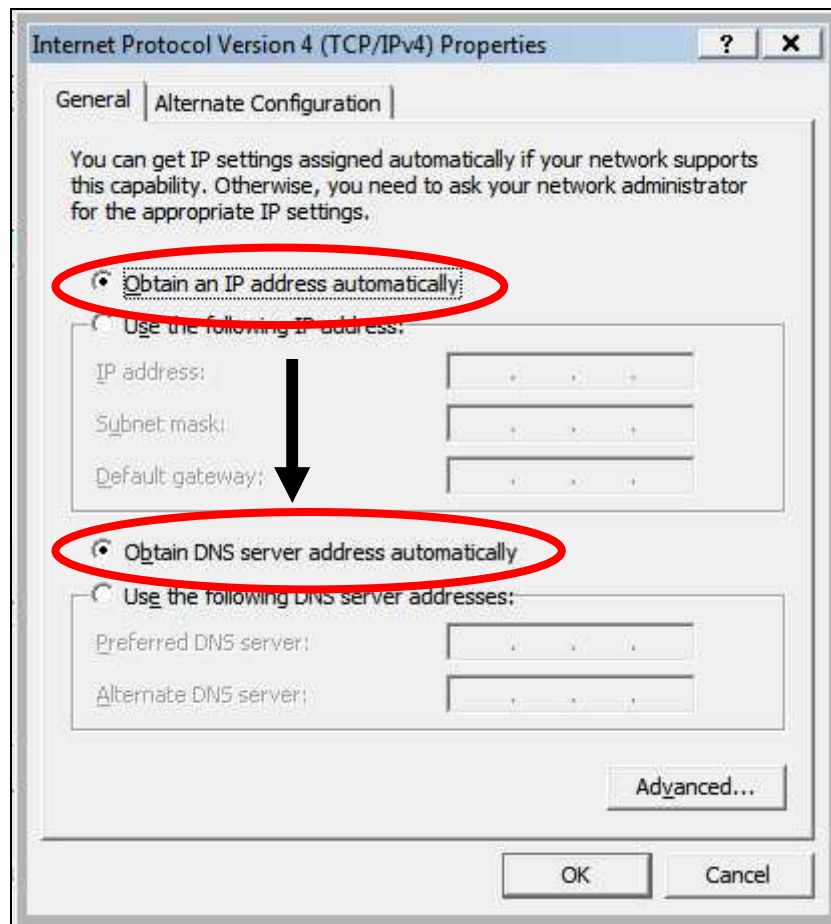 Internet Protocol Version 4 (TCP/IPv4) Properties
General
Alternate Configuration
You can get IP settings assigned automatically if your network supports
this capability. Otherwise, you need to ask your network administrator
for the appropriate IP settings.
Obtain an IP address automatically
Use the following IP address:
IP address:
Subnet mask:
Default gateway:
Obtain DNS server address automatically
Use the following DNS server addresses:
Preferred DNS server:
Alternate DNS server:
Advanced...
OK
Cancel